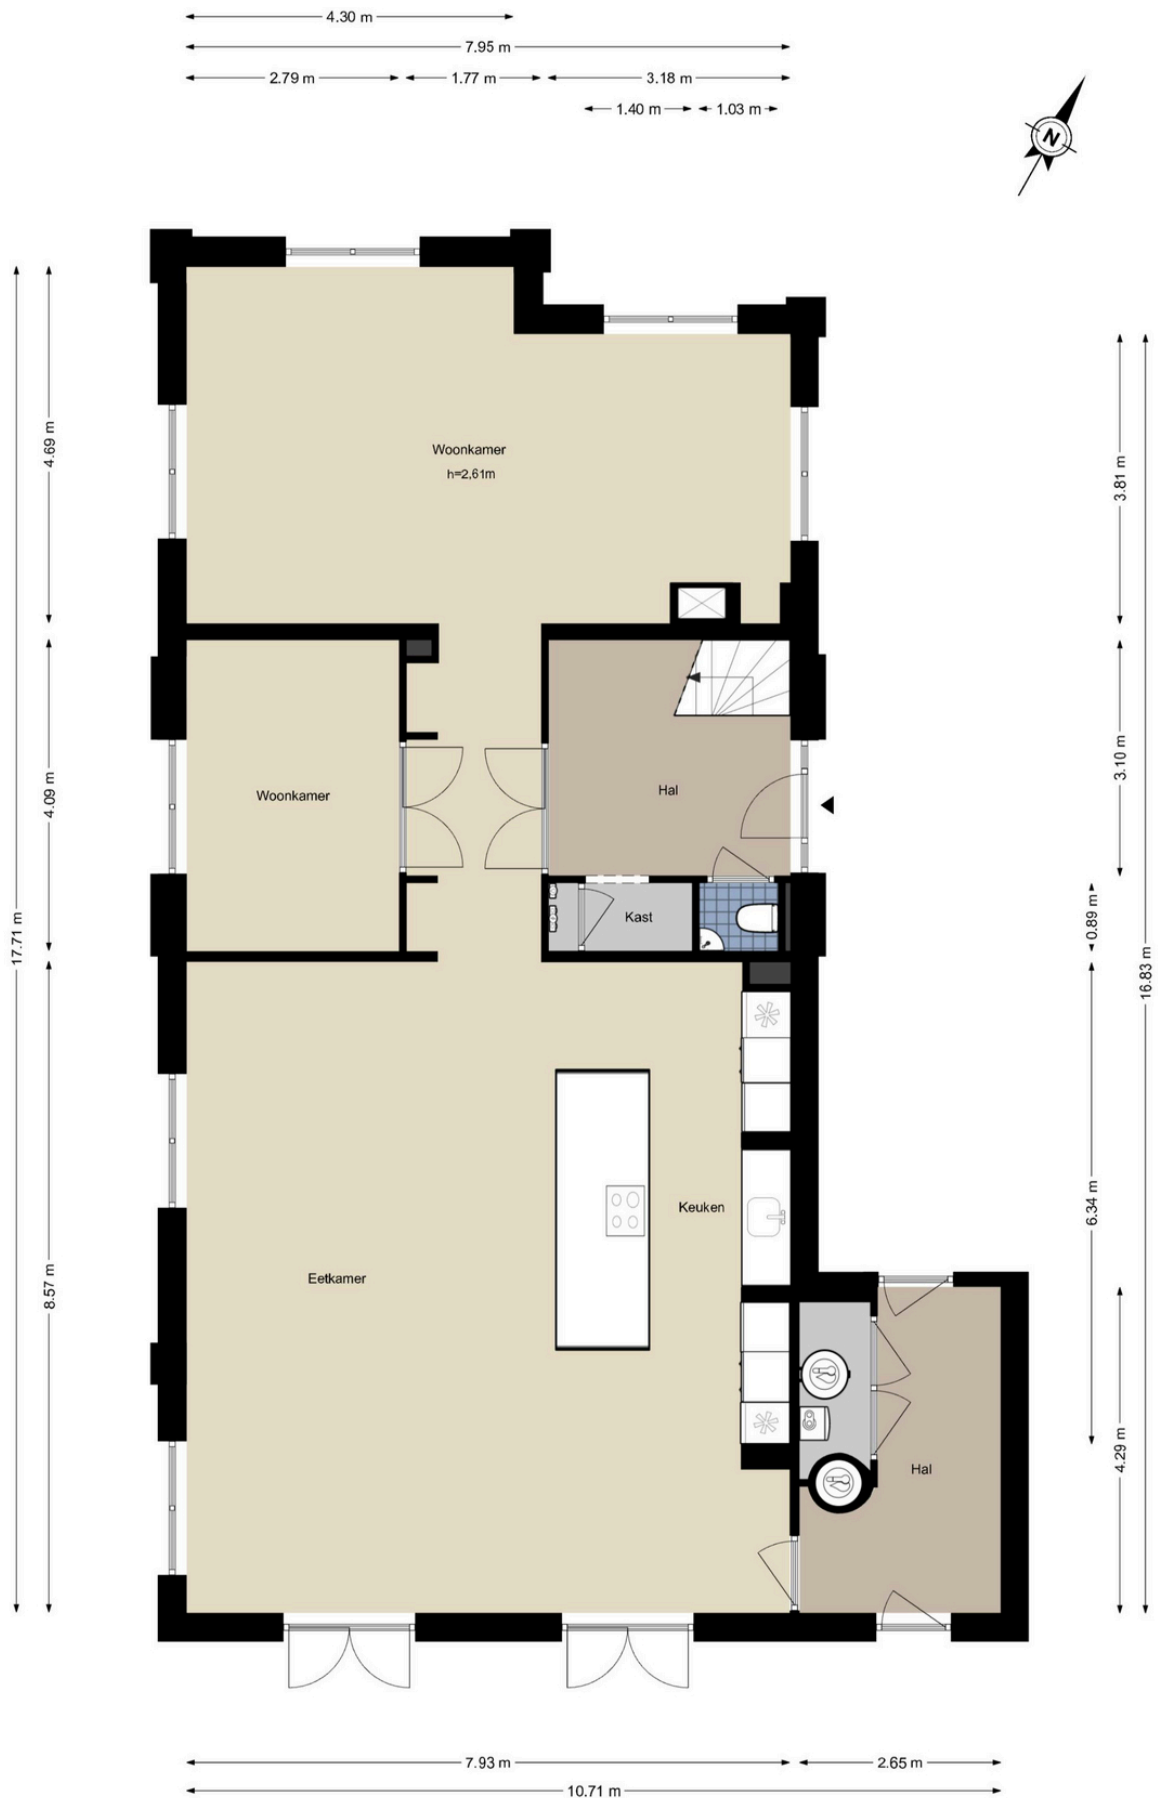 4.30 m
7.95 m
2.79 m
1.77 m
3.18 m
1.40 m
1.03 m
N
Woonkamer
h=2,61m
4.69 m
3.81 m
Woonkamer
Hal
4.09 m
3.10 m
Kast
0.89 m
17.71 m
16.83 m
Keuken
6.34 m
Eetkamer
8.57 m
Hal
4.29 m
7.93 m
2.65 m
10.71 m